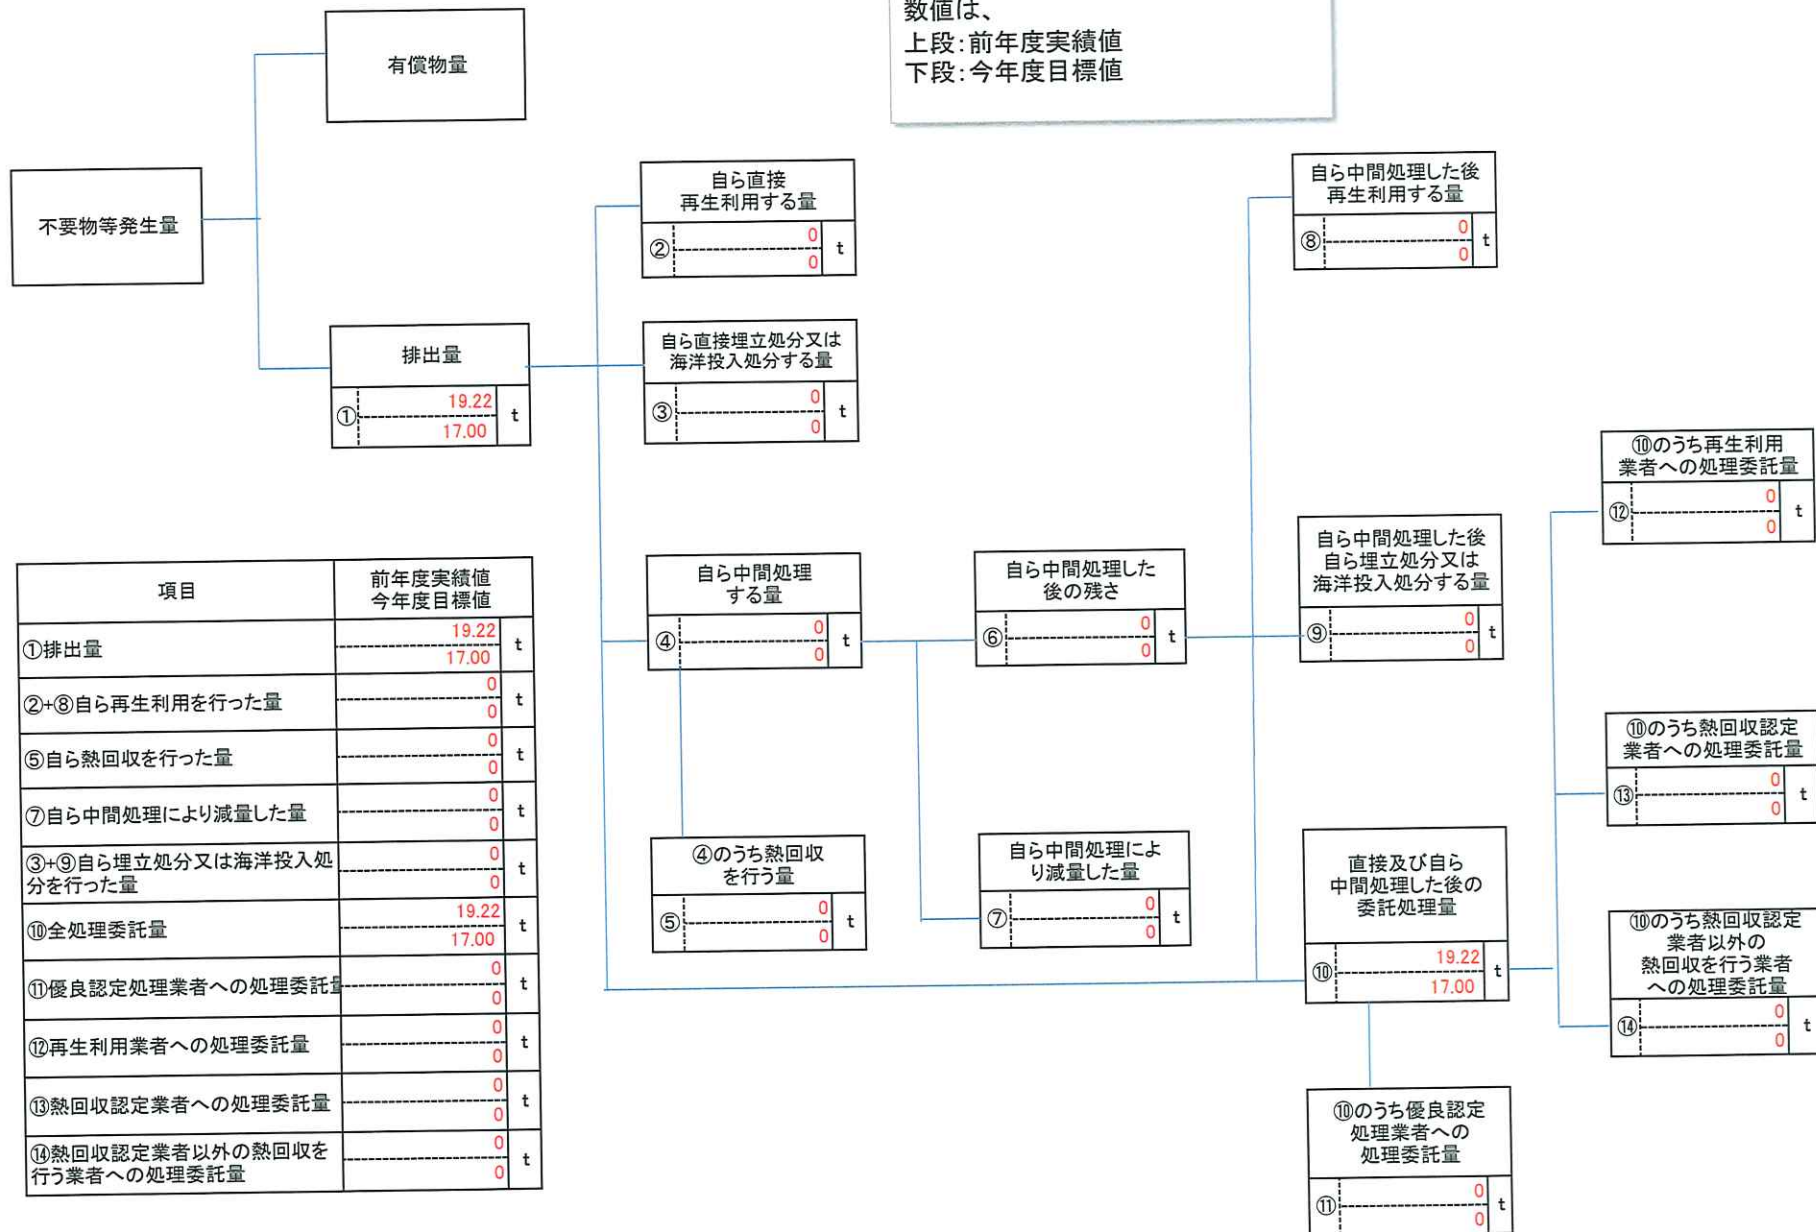 数値は、
上段：前年度実績値
下段：今年度目標値
有償物量
不要物等発生量
排出量
①
19.22
17.00
t
自ら直接
再生利用する量
②
0
0
t
自ら直接埋立処分又は
海洋投入処分する量
③
0
0
t
自ら中間処理
する量
④
0
0
t
④のうち熱回収
を行う量
⑤
0
0
t
自ら中間処理した
後の残さ
⑥
0
0
t
自ら中間処理によ
り減量した量
⑦
0
0
t
自ら中間処理した後
再生利用する量
⑧
0
0
t
自ら中間処理した後
自ら埋立処分又は
海洋投入処分する量
⑨
0
0
t
直接及び自ら
中間処理した後の
委託処理量
⑩
19.22
17.00
t
⑩のうち優良認定
処理業者への
処理委託量
⑪
0
0
t
⑩のうち再生利用
業者への処理委託量
⑫
0
0
t
⑩のうち熱回収認定
業者への処理委託量
⑬
0
0
t
⑩のうち熱回収認定
業者以外の
熱回収を行う業者
への処理委託量
⑭
0
0
t
項目
前年度実績値
今年度目標値
①排出量
19.22
17.00
t
②+⑧自ら再生利用を行った量
0
0
t
⑤自ら熱回収を行った量
0
0
t
⑦自ら中間処理により減量した量
0
0
t
③+⑨自ら埋立処分又は海洋投入処
分を行った量
0
0
t
⑩全処理委託量
19.22
17.00
t
⑪優良認定処理業者への処理委託量
0
0
t
⑫再生利用業者への処理委託量
0
0
t
⑬熱回収認定業者への処理委託量
0
0
t
⑭熱回収認定業者以外の熱回収を
行う業者への処理委託量
0
0
t